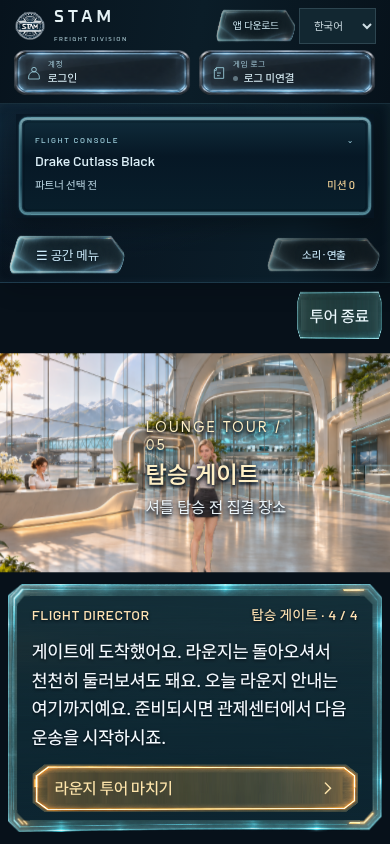 STAM
FREIGHT DIVISION
앱 다운로드
한국어
계정
로그인
게임 로그
로그 미연결
FLIGHT CONSOLE
Drake Cutlass Black
파트너 선택 전
미션 0
☰ 공간 메뉴
소리·연출
투어 종료
LOUNGE TOUR /
05
탑승 게이트
셔틀 탑승 전 집결 장소
FLIGHT DIRECTOR
탑승 게이트 · 4 / 4
게이트에 도착했어요. 라운지는 돌아오셔서
천천히 둘러보셔도 돼요. 오늘 라운지 안내는
여기까지예요. 준비되시면 관제센터에서 다음
운송을 시작하시죠.
라운지 투어 마치기